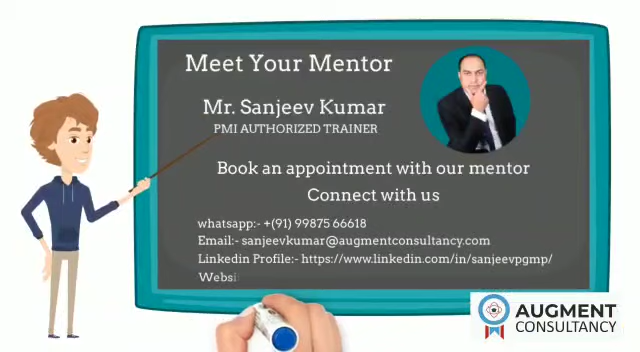 Meet Your Mentor
Mr. Sanjeev Kumar
PMI AUTHORIZED TRAINER
Book an appointment with our mentor
Connect with us
whatsapp:- +(91) 99875 66618
Email:- sanjeevkumar@augmentconsultancy.com
Linkedin Profile:- https://www.linkedin.com/in/sanjeevpgmp/
Websi
AUGMENT
CONSULTANCY